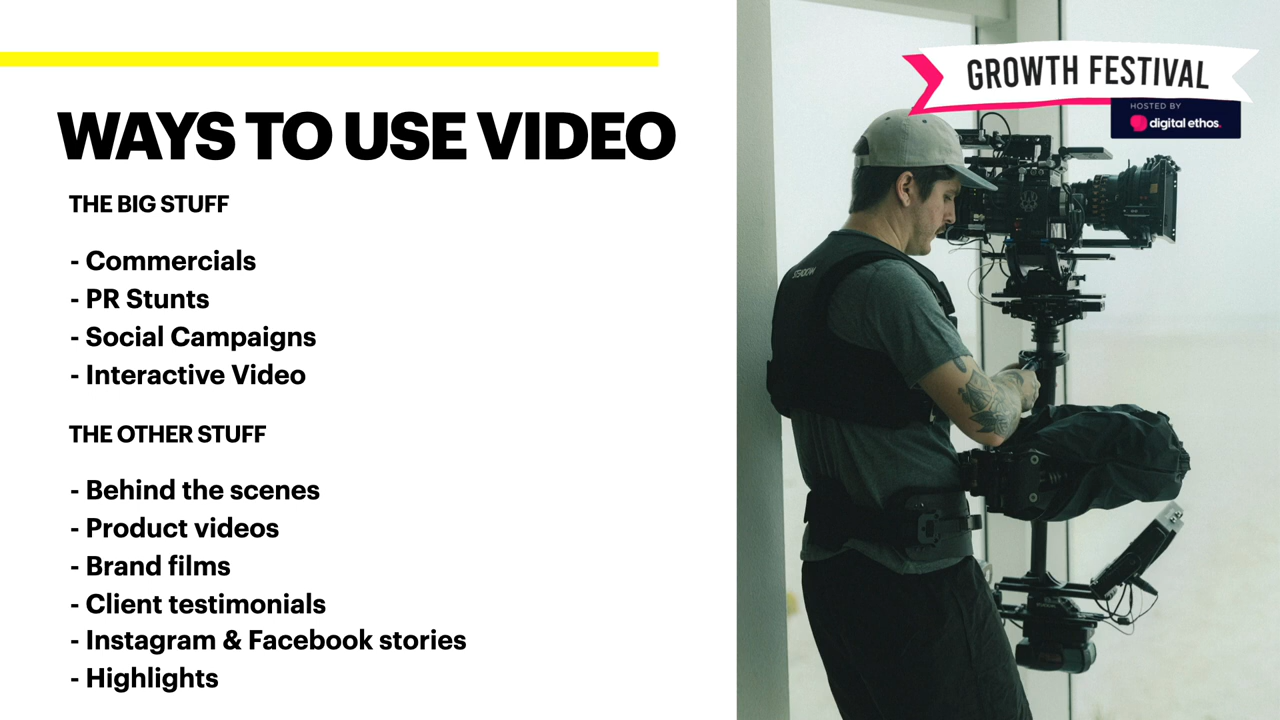 WAYS TO USE VIDEO
THE BIG STUFF
- Commercials
- PR Stunts
- Social Campaigns
- Interactive Video
THE OTHER STUFF
- Behind the scenes
- Product videos
- Brand films
- Client testimonials
- Instagram & Facebook stories
- Highlights
GROWTH FESTIVAL
HOSTED BY
digital ethos.